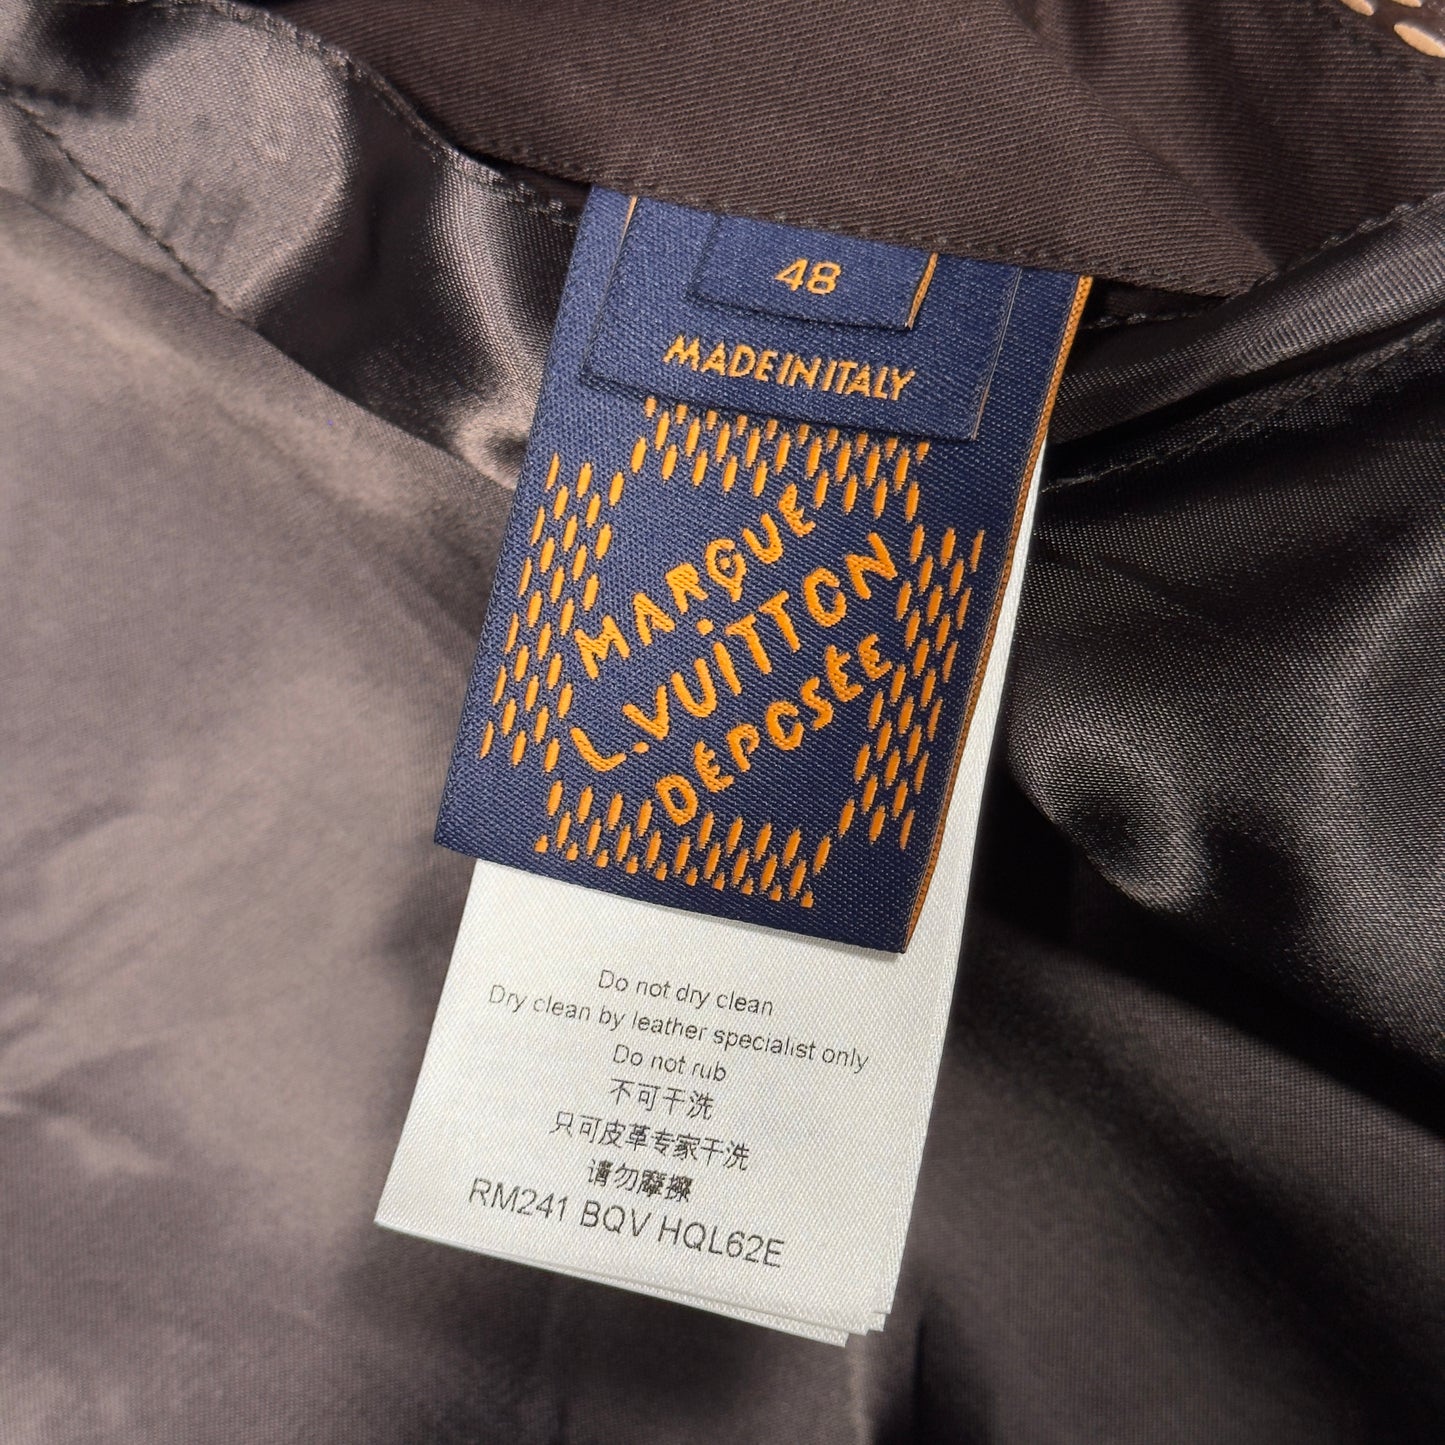 48
MADE IN ITALY
MARQUE
L.VUITTON
DÉPOSÉE
Do not dry clean
Dry clean by leather specialist only
Do not rub
不可干洗
只可皮革专家干洗
请勿摩擦
RM241 BQV HQL62E